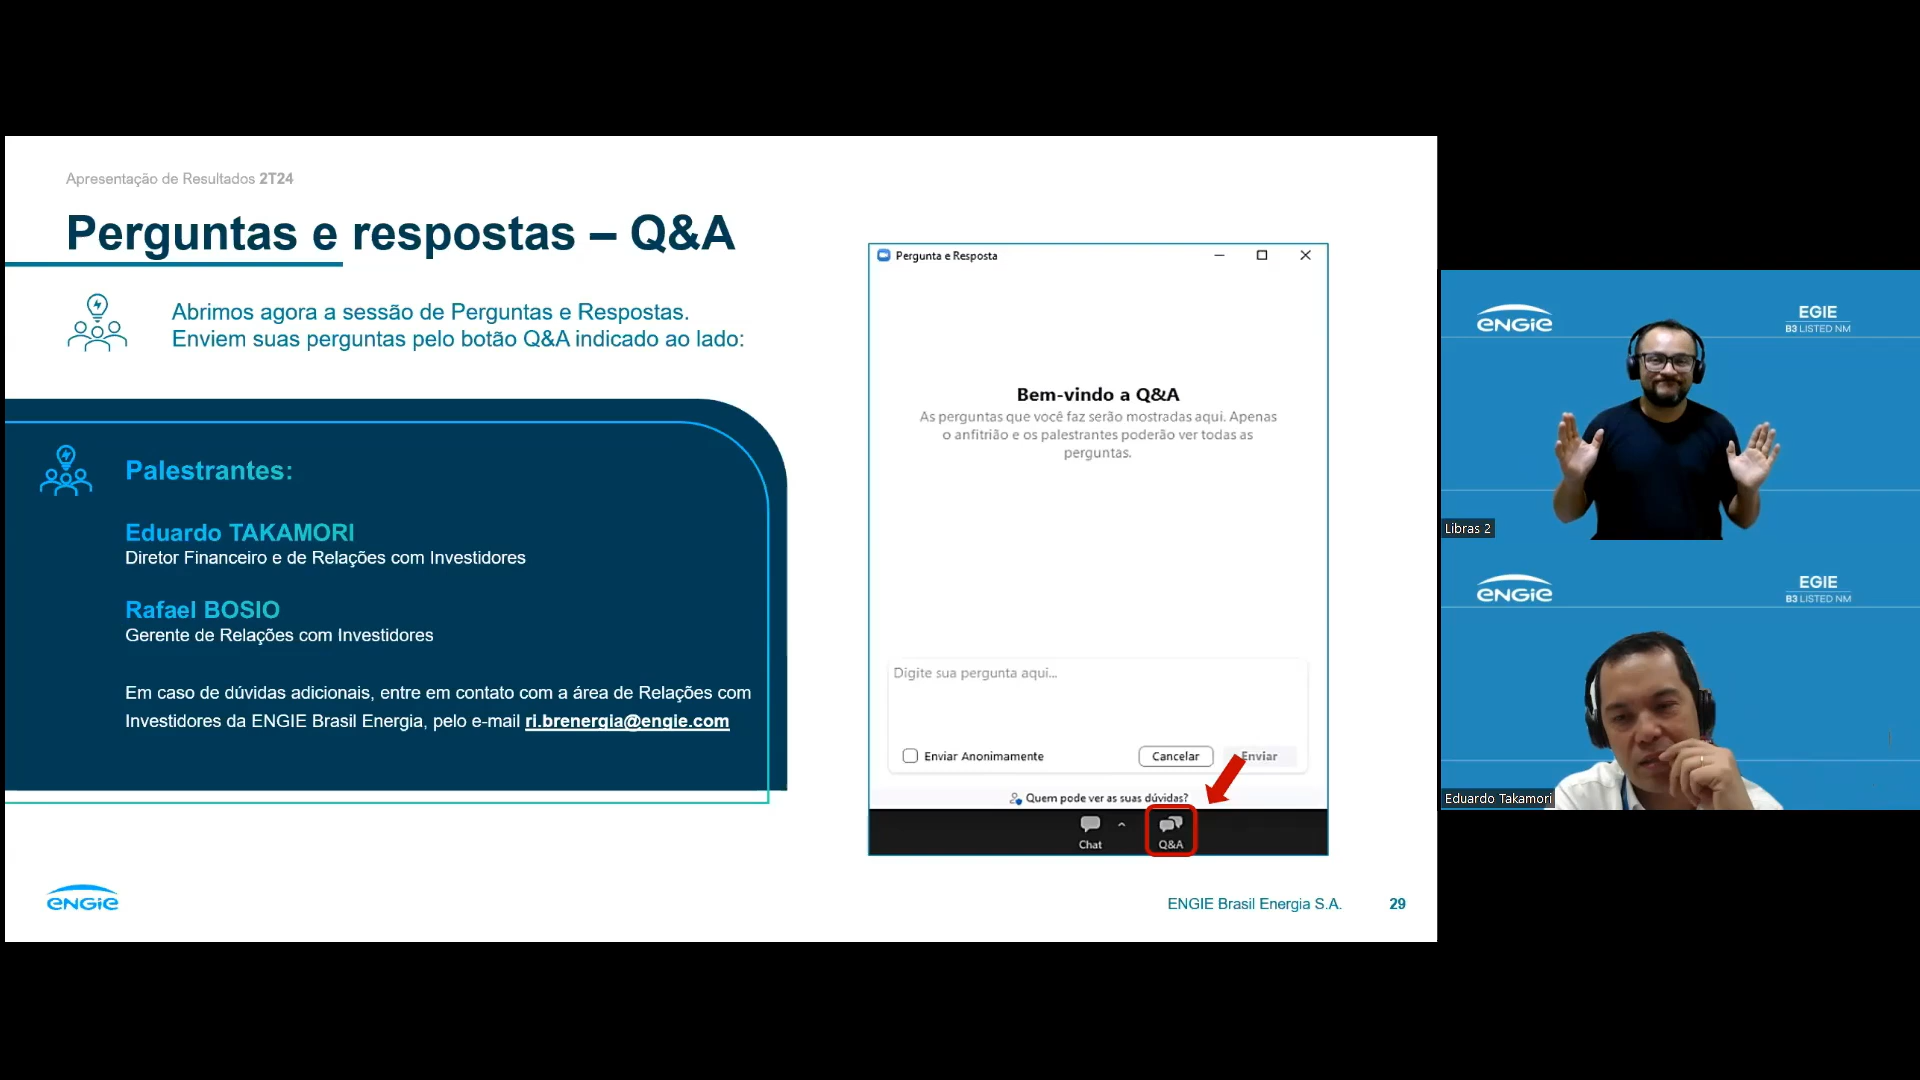 Apresentação de Resultados 2T24
Perguntas e respostas – Q&A
Abrimos agora a sessão de Perguntas e Respostas.
Enviem suas perguntas pelo botão Q&A indicado ao lado:
Palestrantes:
Eduardo TAKAMORI
Diretor Financeiro e de Relações com Investidores
Rafael BOSIO
Gerente de Relações com Investidores
Em caso de dúvidas adicionais, entre em contato com a área de Relações com
Investidores da ENGIE Brasil Energia, pelo e-mail ri.brenergia@engie.com
Pergunta e Resposta
Bem-vindo a Q&A
As perguntas que você faz serão mostradas aqui. Apenas
o anfitrião e os palestrantes poderão ver todas as
perguntas.
Digite sua pergunta aqui...
Enviar Anonimamente
Cancelar
Enviar
Quem pode ver as suas dúvidas?
Chat
Q&A
ENGIE
ENGIE Brasil Energia S.A.
29
ENGIE
EGIE
B3 LISTED NM
Libras 2
ENGIE
EGIE
B3 LISTED NM
Eduardo Takamori